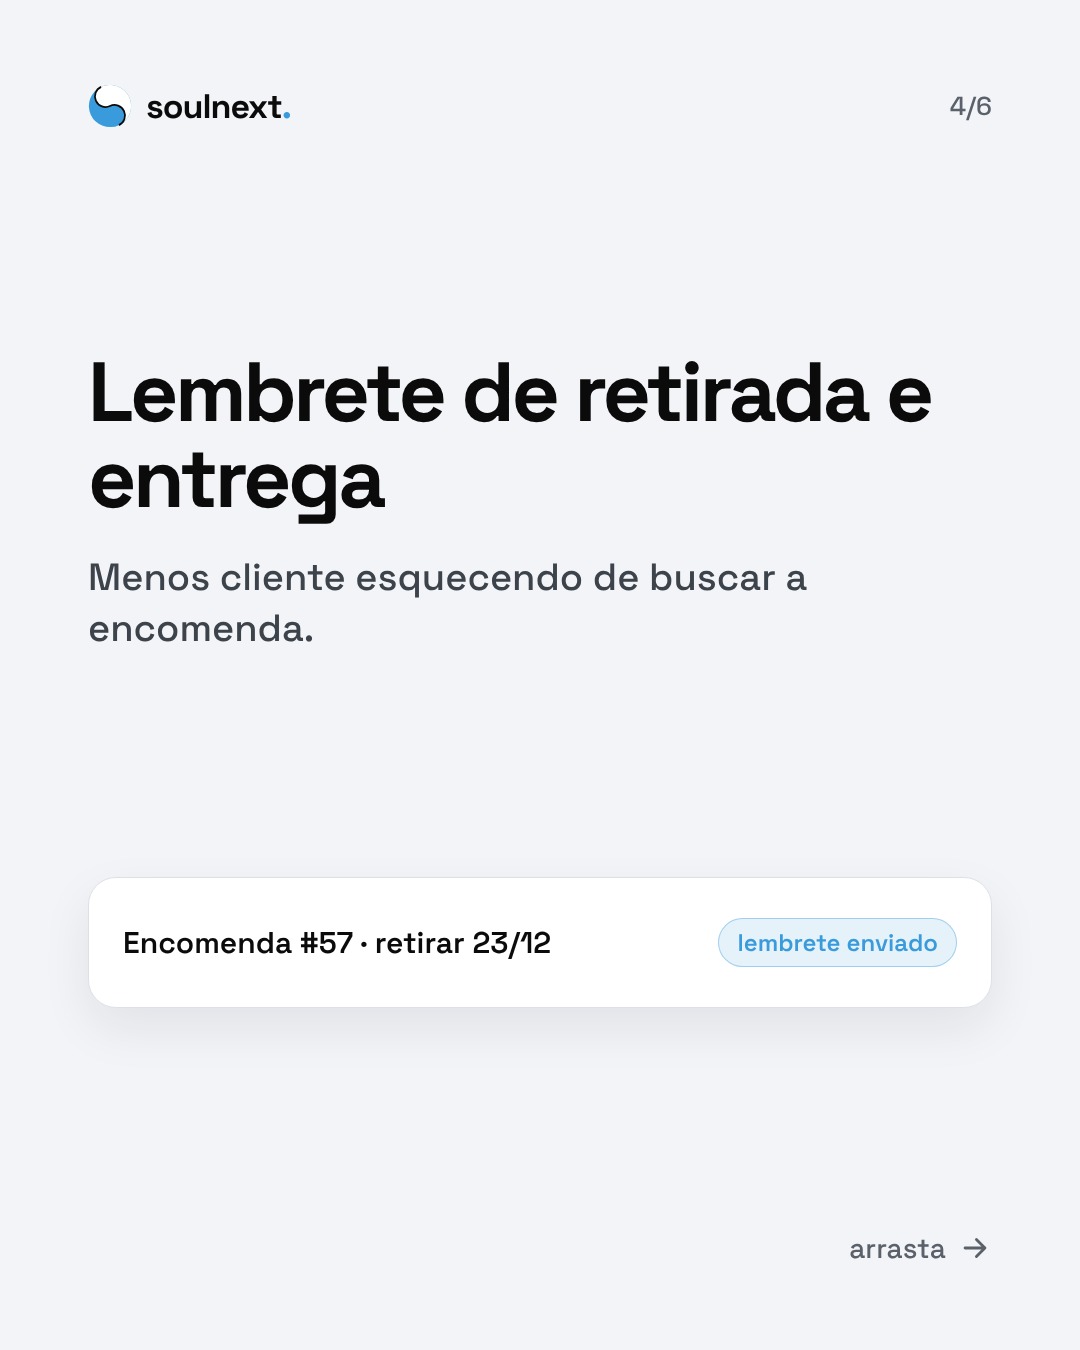 soulnext.
4/6
Lembrete de retirada e
entrega
Menos cliente esquecendo de buscar a
encomenda.
Encomenda #57 · retirar 23/12
lembrete enviado
arrasta →